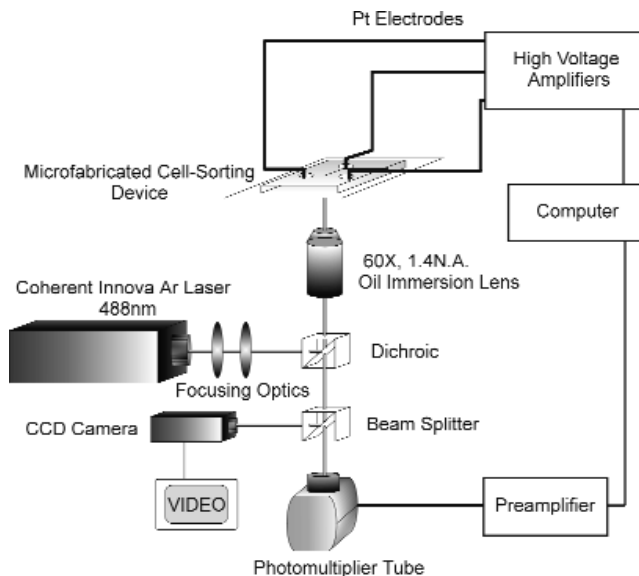 Pt Electrodes
High Voltage
Amplifiers
Microfabricated Cell-Sorting
Device
Computer
60X, 1.4N.A.
Oil Immersion Lens
Coherent Innova Ar Laser
488nm
Dichroic
Focusing Optics
CCD Camera
Beam Splitter
VIDEO
Preamplifier
Photomultiplier Tube